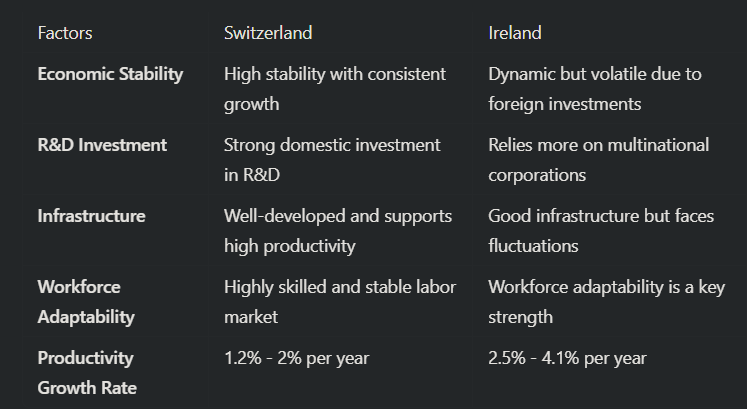 Factors Switzerland Ireland
Economic Stability High stability with consistent Dynamic but volatile due to
growth foreign investments
R&D Investment Strong domestic investment Relies more on multinational
in R&D corporations
Infrastructure Well-developed and supports Good infrastructure but faces
high productivity fluctuations
Workforce Highly skilled and stable labor Workforce adaptability is a key
Adaptability market strength
Productivity 1.2% - 2% per year 2.5% - 4.1% per year
Growth Rate